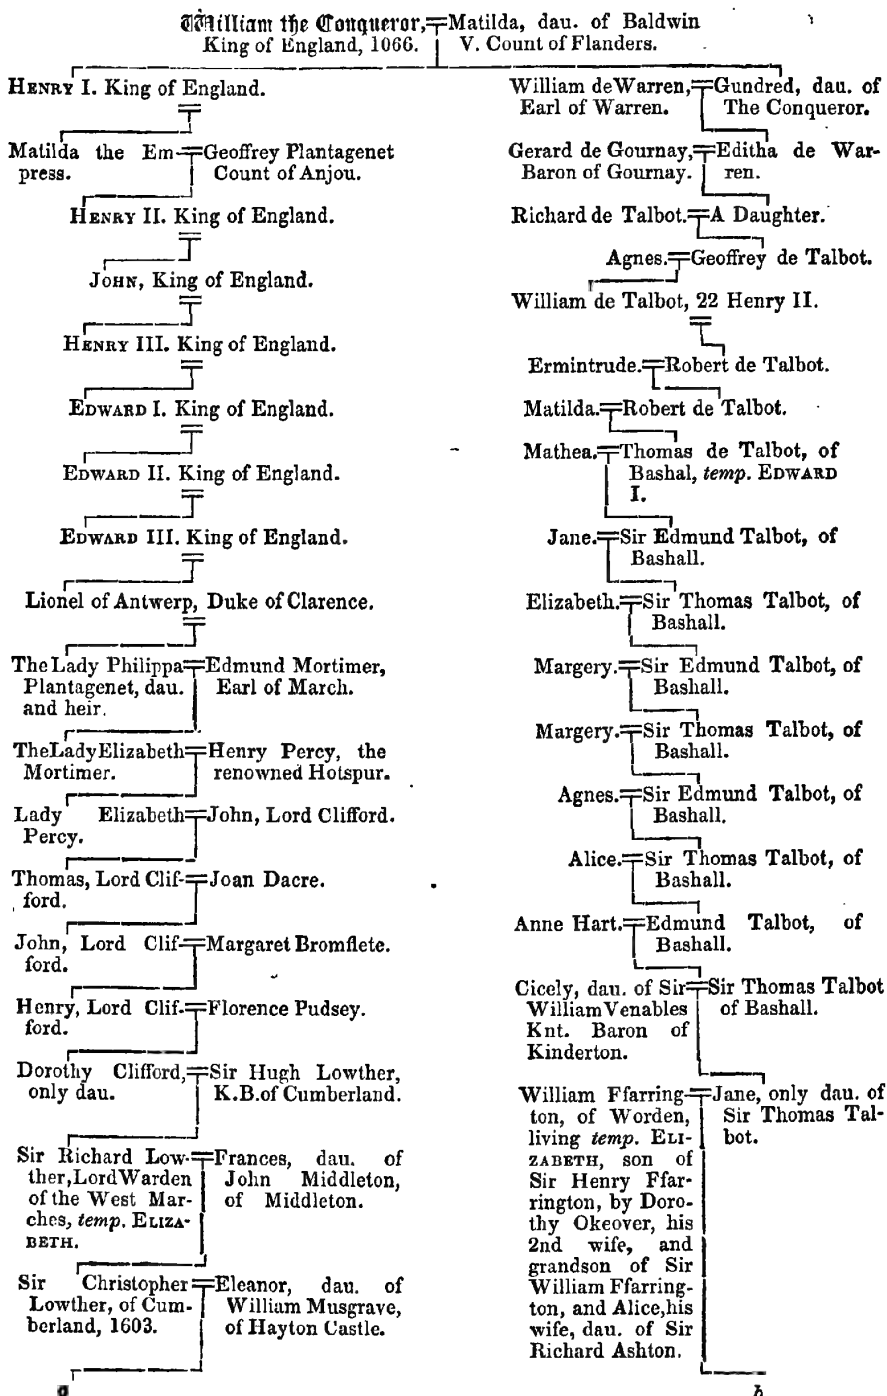 William the Conqueror, Matilda, dau. of Baldwin
King of England, 1066. V. Count of Flanders.
HENRY I. King of England.
Matilda the Em- Geoffrey Plantagenet
press. Count of Anjou.
HENRY II. King of England.
JOHN, King of England.
HENRY III. King of England.
EDWARD I. King of England.
EDWARD II. King of England.
EDWARD III. King of England.
Lionel of Antwerp, Duke of Clarence.
The Lady Philippa Edmund Mortimer,
Plantagenet, dau. Earl of March.
and heir.
The Lady Elizabeth Henry Percy, the
Mortimer. renowned Hotspur.
Lady Elizabeth John, Lord Clifford.
Percy.
Thomas, Lord Clif- Joan Dacre.
ford.
John, Lord Clif- Margaret Bromflete.
ford.
Henry, Lord Clif- Florence Pudsey.
ford.
Dorothy Clifford, Sir Hugh Lowther,
only dau. K.B. of Cumberland.
Sir Richard Low- Frances, dau. of
ther, Lord Warden John Middleton,
of the West Mar- of Middleton.
ches, temp. ELIZA-
BETH.
Sir Christopher Eleanor, dau. of
Lowther, of Cum- William Musgrave,
berland, 1603. of Hayton Castle.
a
William de Warren, Gundred, dau. of
Earl of Warren. The Conqueror.
Gerard de Gournay, Editha de War-
Baron of Gournay. ren.
Richard de Talbot. A Daughter.
Agnes. Geoffrey de Talbot.
William de Talbot, 22 Henry II.
Ermintrude. Robert de Talbot.
Matilda. Robert de Talbot.
Mathea. Thomas de Talbot, of
Bashal, temp. EDWARD
I.
Jane. Sir Edmund Talbot, of
Bashall.
Elizabeth. Sir Thomas Talbot, of
Bashall.
Margery. Sir Edmund Talbot, of
Bashall.
Margery. Sir Thomas Talbot, of
Bashall.
Agnes. Sir Edmund Talbot, of
Bashall.
Alice. Sir Thomas Talbot, of
Bashall.
Anne Hart. Edmund Talbot, of
Bashall.
Cicely, dau. of Sir Sir Thomas Talbot
William Venables of Bashall.
Knt. Baron of
Kinderton.
William Ffarring- Jane, only dau. of
ton, of Worden, Sir Thomas Tal-
living temp. ELI- bot.
ZABETH, son of
Sir Henry Ffar-
rington, by Doro-
thy Okeover, his
2nd wife, and
grandson of Sir
William Ffarring-
ton, and Alice, his
wife, dau. of Sir
Richard Ashton.
b